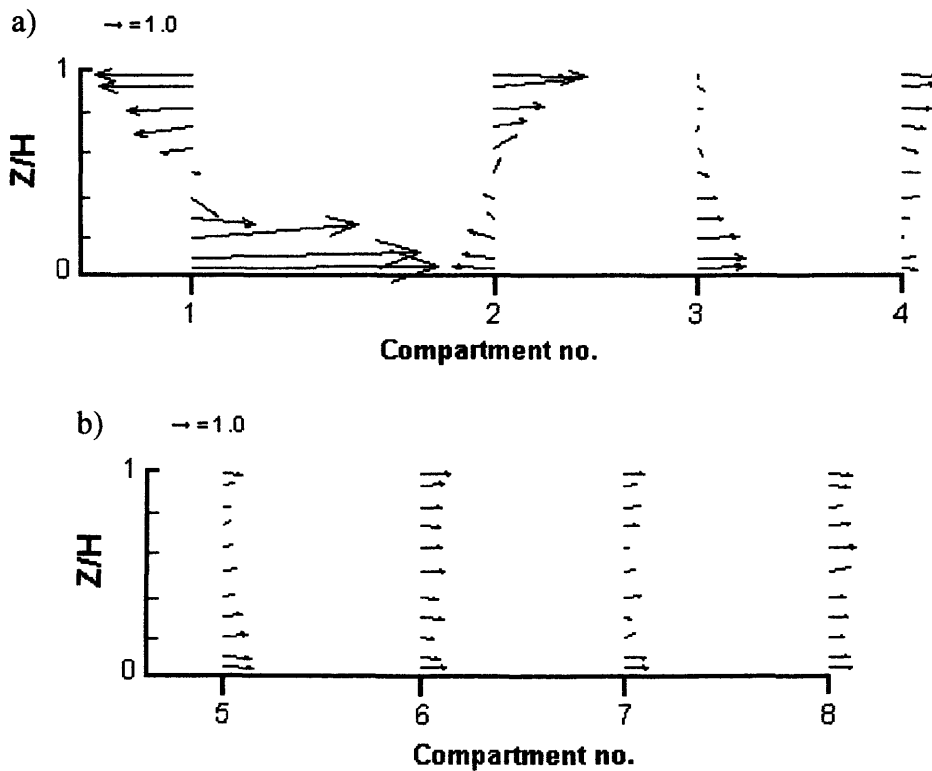 a)
→ = 1.0
1
Z/H
0
1 2 3 4
Compartment no.
b)
→ = 1.0
1
Z/H
0
5 6 7 8
Compartment no.